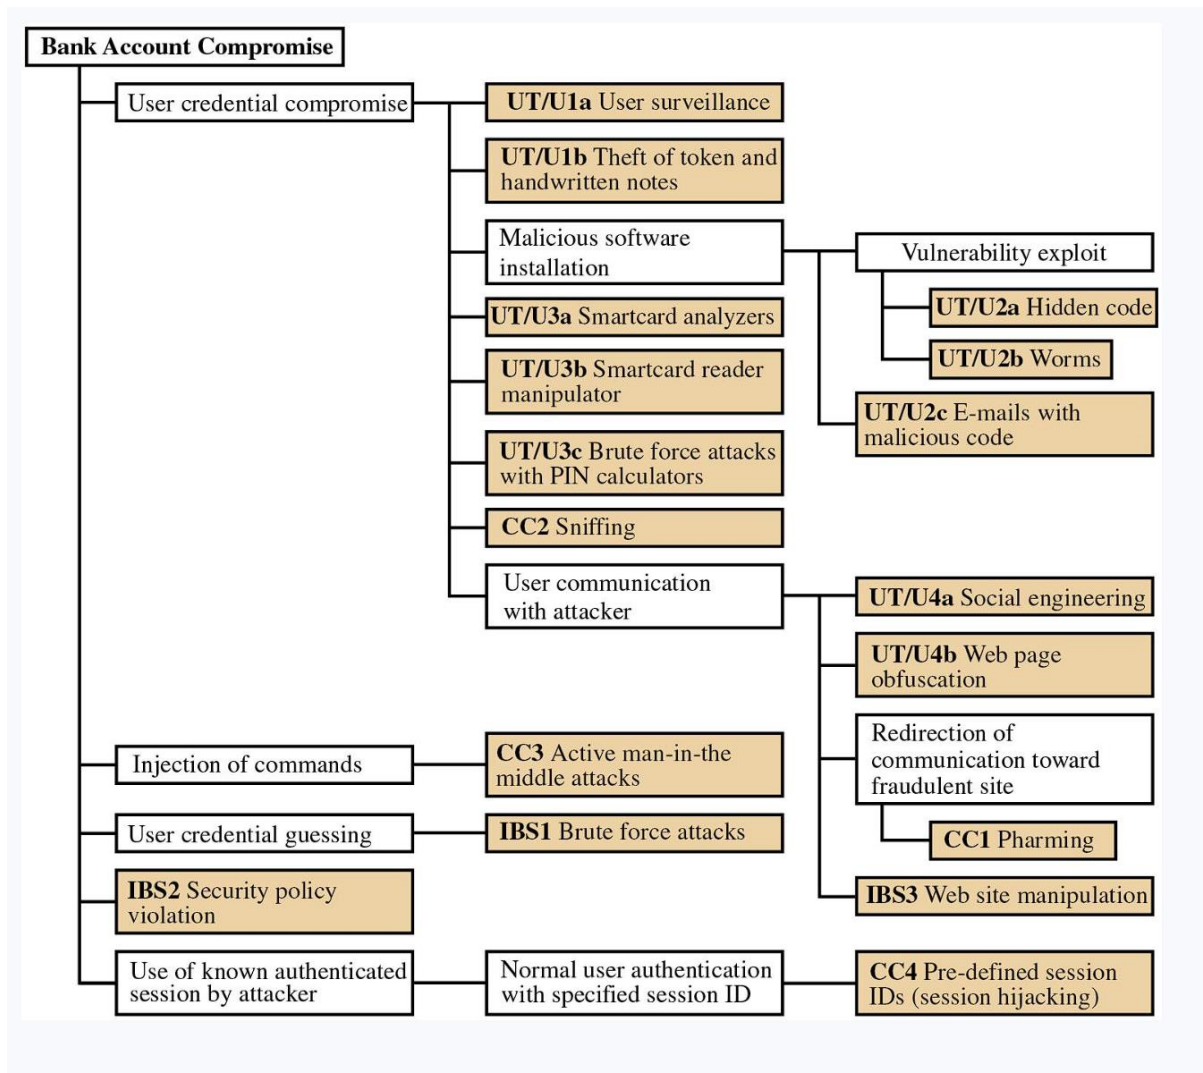 Bank Account Compromise
User credential compromise
UT/U1a User surveillance
UT/U1b Theft of token and
handwritten notes
Malicious software
installation
Vulnerability exploit
UT/U2a Hidden code
UT/U2b Worms
UT/U2c E-mails with
malicious code
UT/U3a Smartcard analyzers
UT/U3b Smartcard reader
manipulator
UT/U3c Brute force attacks
with PIN calculators
CC2 Sniffing
User communication
with attacker
UT/U4a Social engineering
UT/U4b Web page
obfuscation
Redirection of
communication toward
fraudulent site
CC1 Pharming
IBS3 Web site manipulation
Injection of commands
CC3 Active man-in-the
middle attacks
User credential guessing
IBS1 Brute force attacks
IBS2 Security policy
violation
Use of known authenticated
session by attacker
Normal user authentication
with specified session ID
CC4 Pre-defined session
IDs (session hijacking)